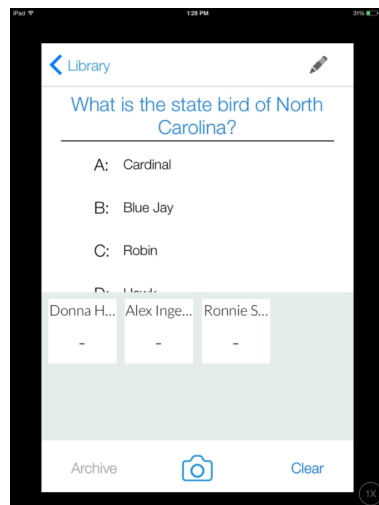 iPad 1:28 PM 31%
Library
What is the state bird of North
Carolina?
A: Cardinal
B: Blue Jay
C: Robin
D: Hawk
Donna H... Alex Inge... Ronnie S...
- - -
Archive Clear
1X